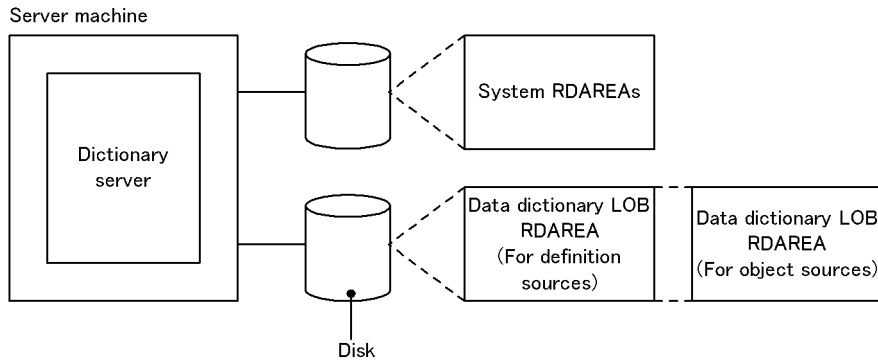 Server machine
System RDAREAs
Dictionary
server
Data dictionary LOB
RDAREA
(For definition
sources)
Data dictionary LOB
RDAREA
(For object sources)
Disk